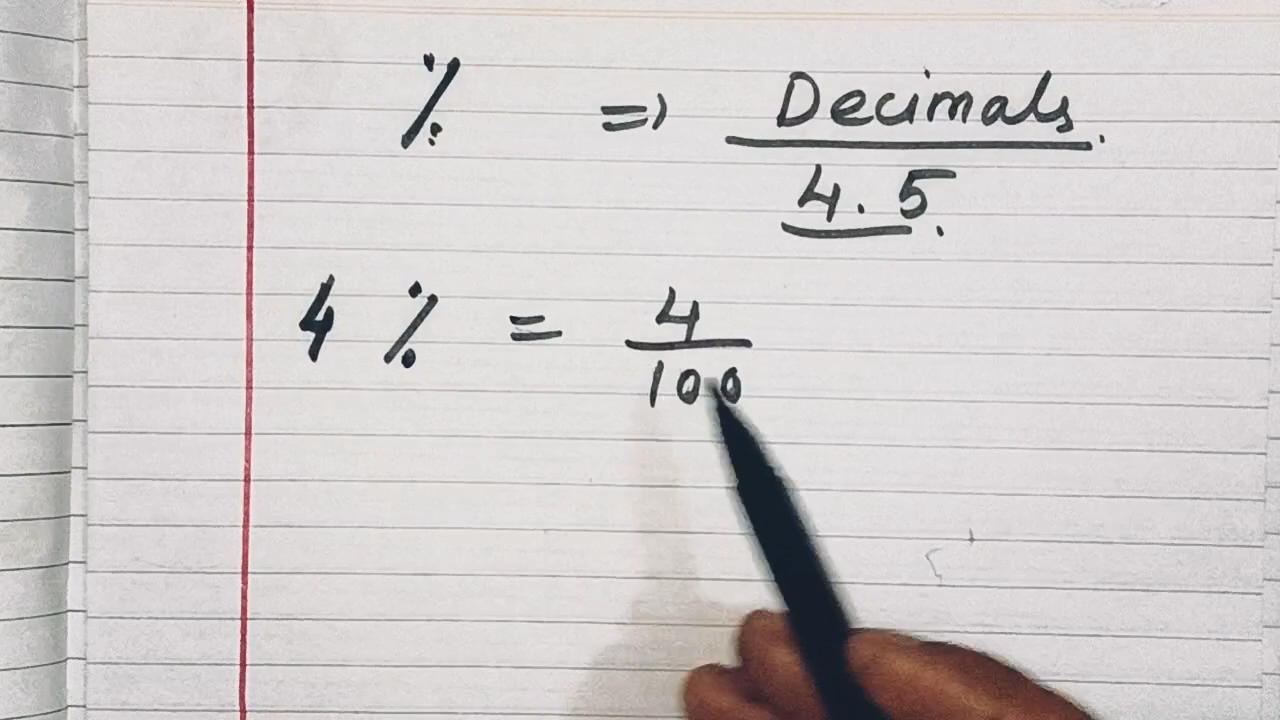 % => Decimals.
4.5.
4 % = 4/100